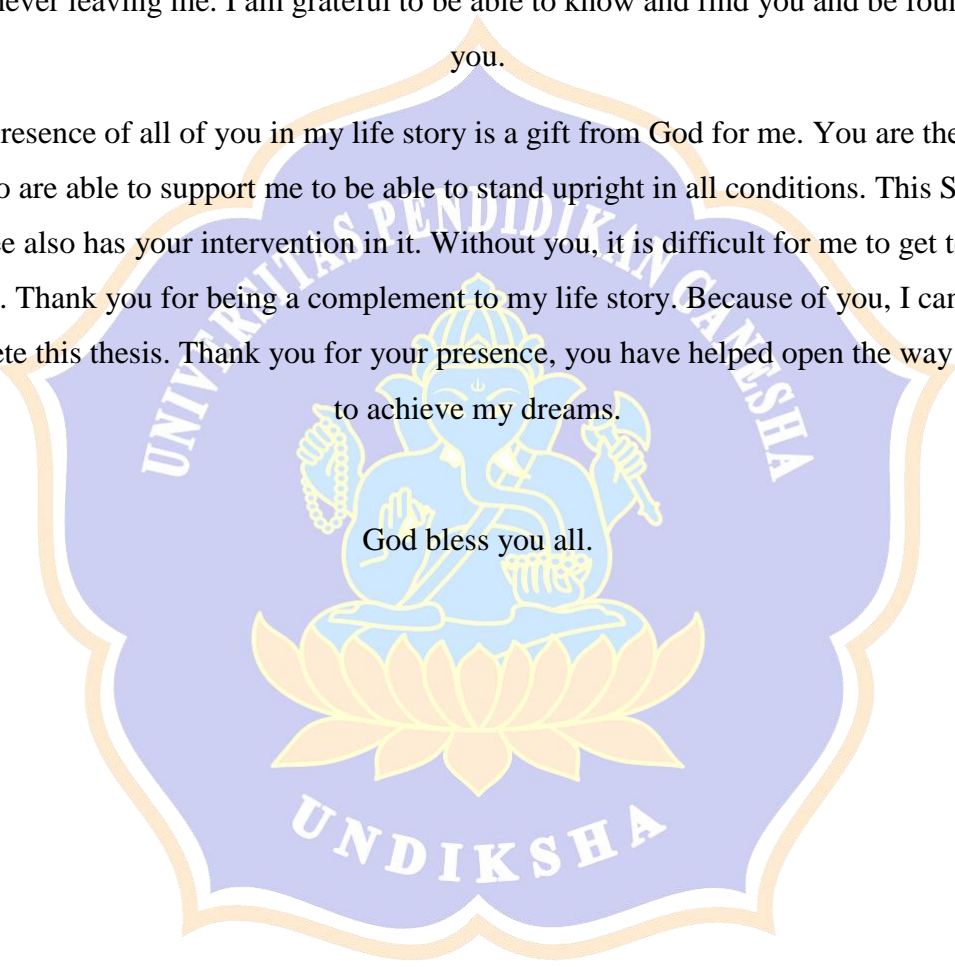 never leaving me. I am grateful to be able to know and find you and be
you.
resence of all of you in my life story is a gift from God for me. You are the
are able to support me to be able to stand upright in all conditions. This
also has your intervention in it. Without you, it is difficult for me to get
. Thank you for being a complement to my life story. Because of you, I can
ete this thesis. Thank you for your presence, you have helped open the way
to achieve my dreams.
God bless you all.
UNIVERSITAS PENDIDIKAN GANESHA
UNDIKSHA